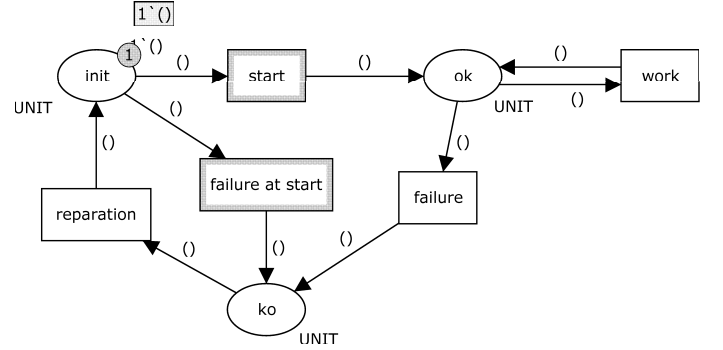 1`()
1`()
1
init
()
start
()
ok
()
work
()
UNIT
UNIT
()
()
()
failure at start
failure
reparation
()
()
()
ko
UNIT